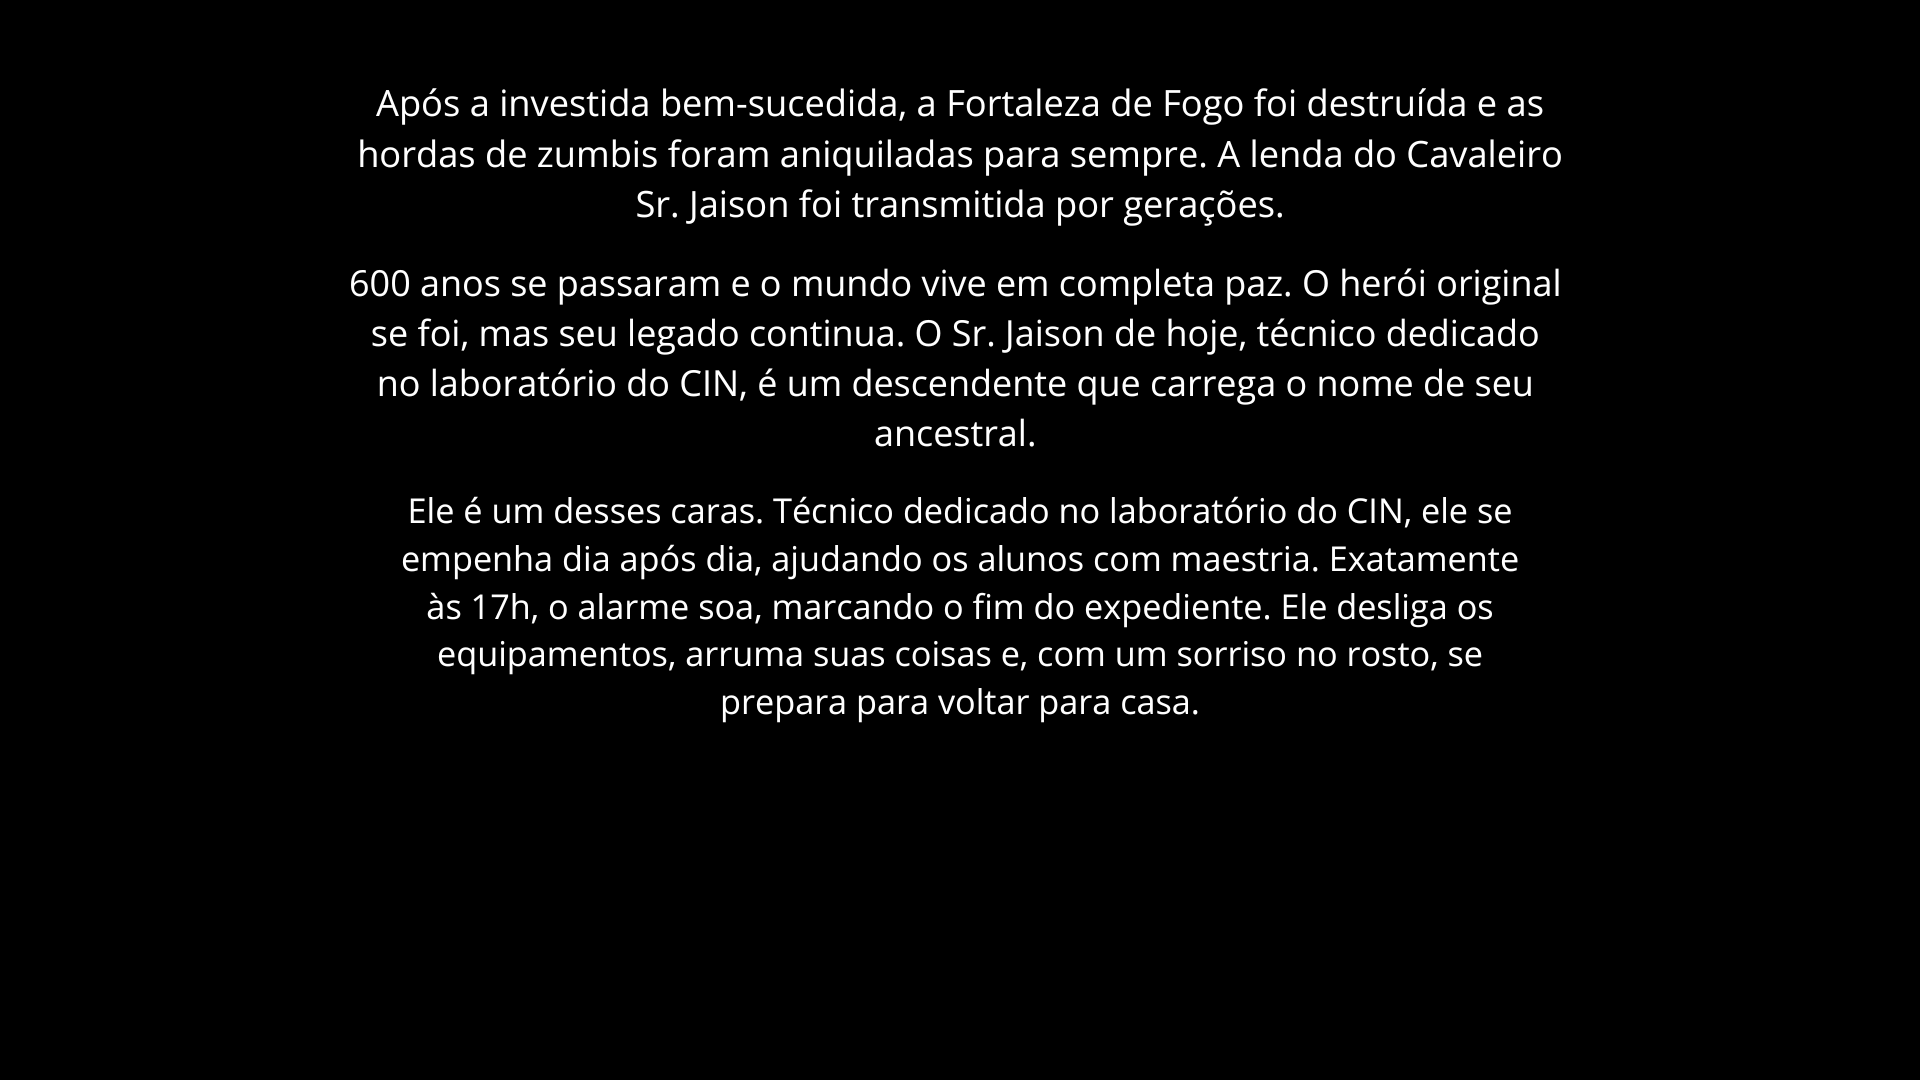 Após a investida bem-sucedida, a Fortaleza de Fogo foi destruída e as
hordas de zumbis foram aniquiladas para sempre. A lenda do Cavaleiro
Sr. Jaison foi transmitida por gerações.
600 anos se passaram e o mundo vive em completa paz. O herói original
se foi, mas seu legado continua. O Sr. Jaison de hoje, técnico dedicado
no laboratório do CIN, é um descendente que carrega o nome de seu
ancestral.
Ele é um desses caras. Técnico dedicado no laboratório do CIN, ele se
empenha dia após dia, ajudando os alunos com maestria. Exatamente
às 17h, o alarme soa, marcando o fim do expediente. Ele desliga os
equipamentos, arruma suas coisas e, com um sorriso no rosto, se
prepara para voltar para casa.